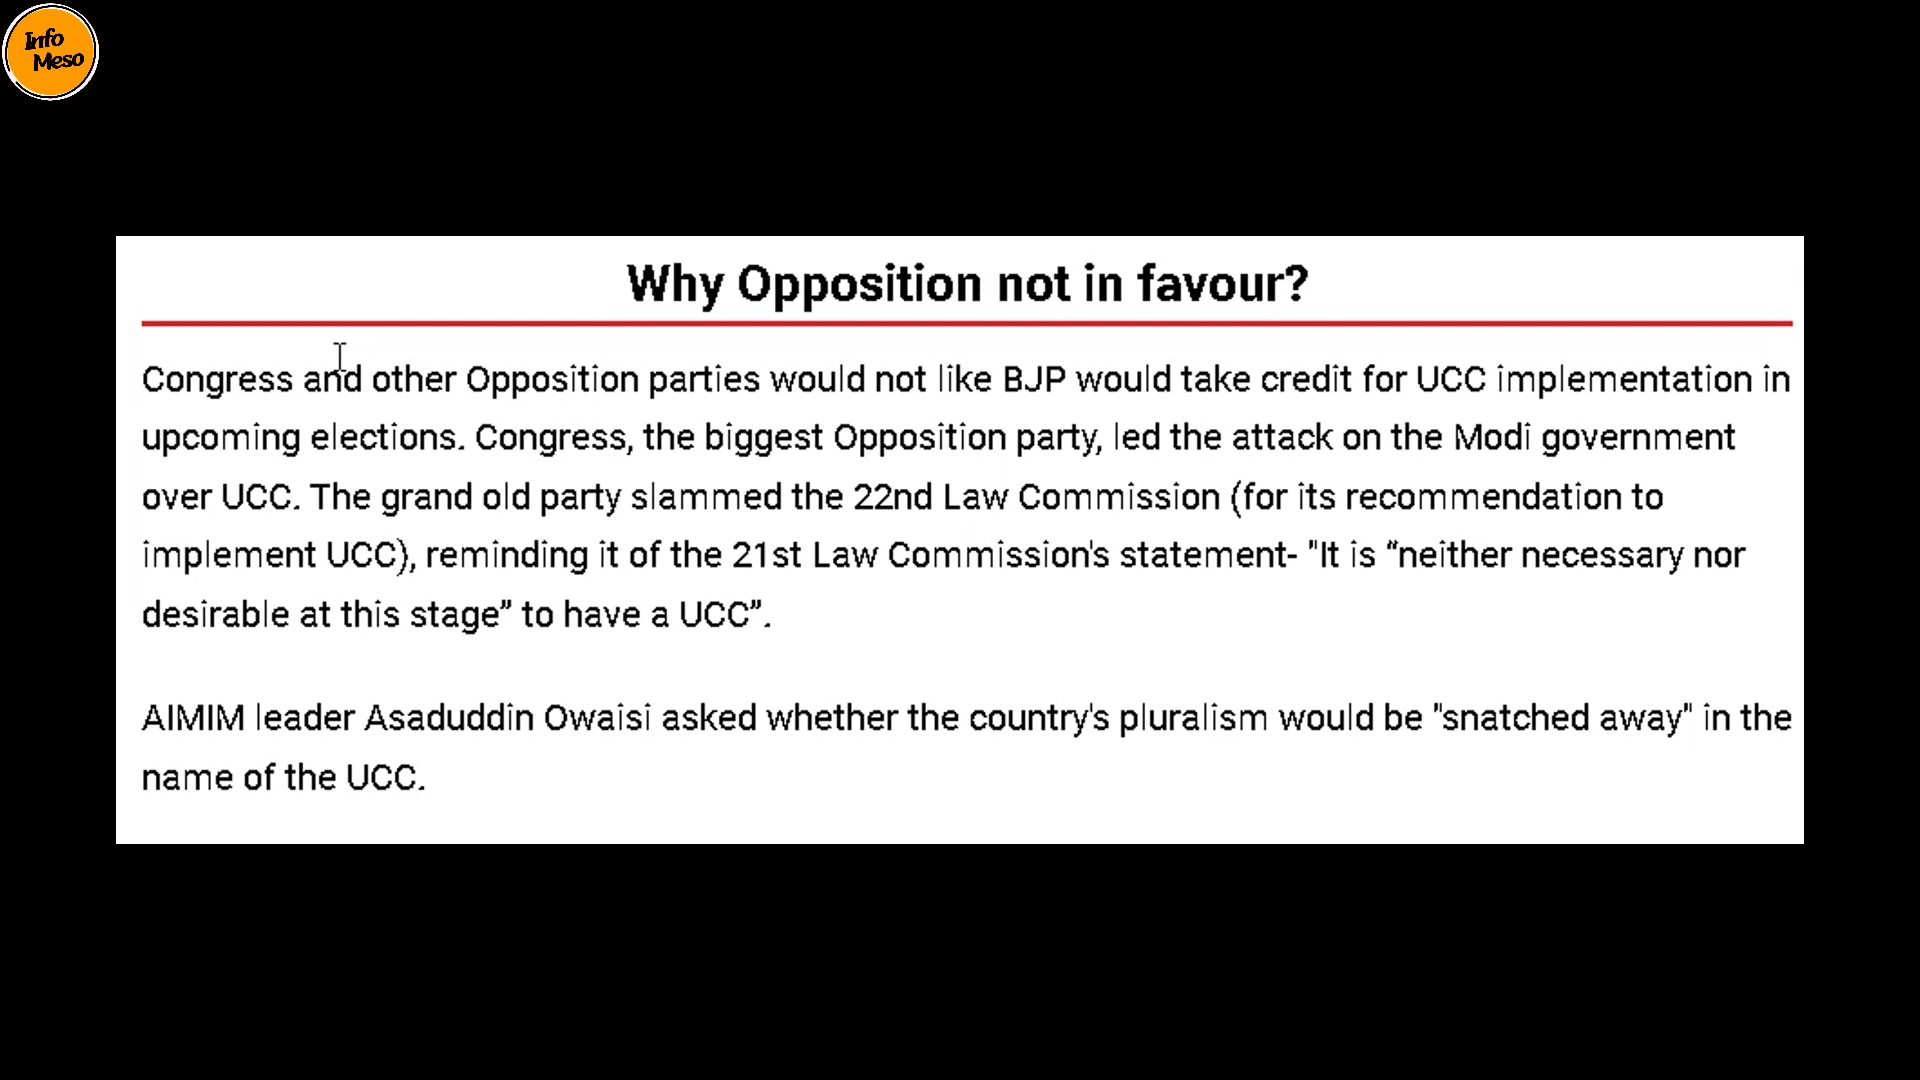 Info
Meso
Why Opposition not in favour?
Congress and other Opposition parties would not like BJP would take credit for UCC implementation in
upcoming elections. Congress, the biggest Opposition party, led the attack on the Modi government
over UCC. The grand old party slammed the 22nd Law Commission (for its recommendation to
implement UCC), reminding it of the 21st Law Commission's statement- "It is “neither necessary nor
desirable at this stage” to have a UCC”.
AIMIM leader Asaduddin Owaisi asked whether the country's pluralism would be "snatched away" in the
name of the UCC.